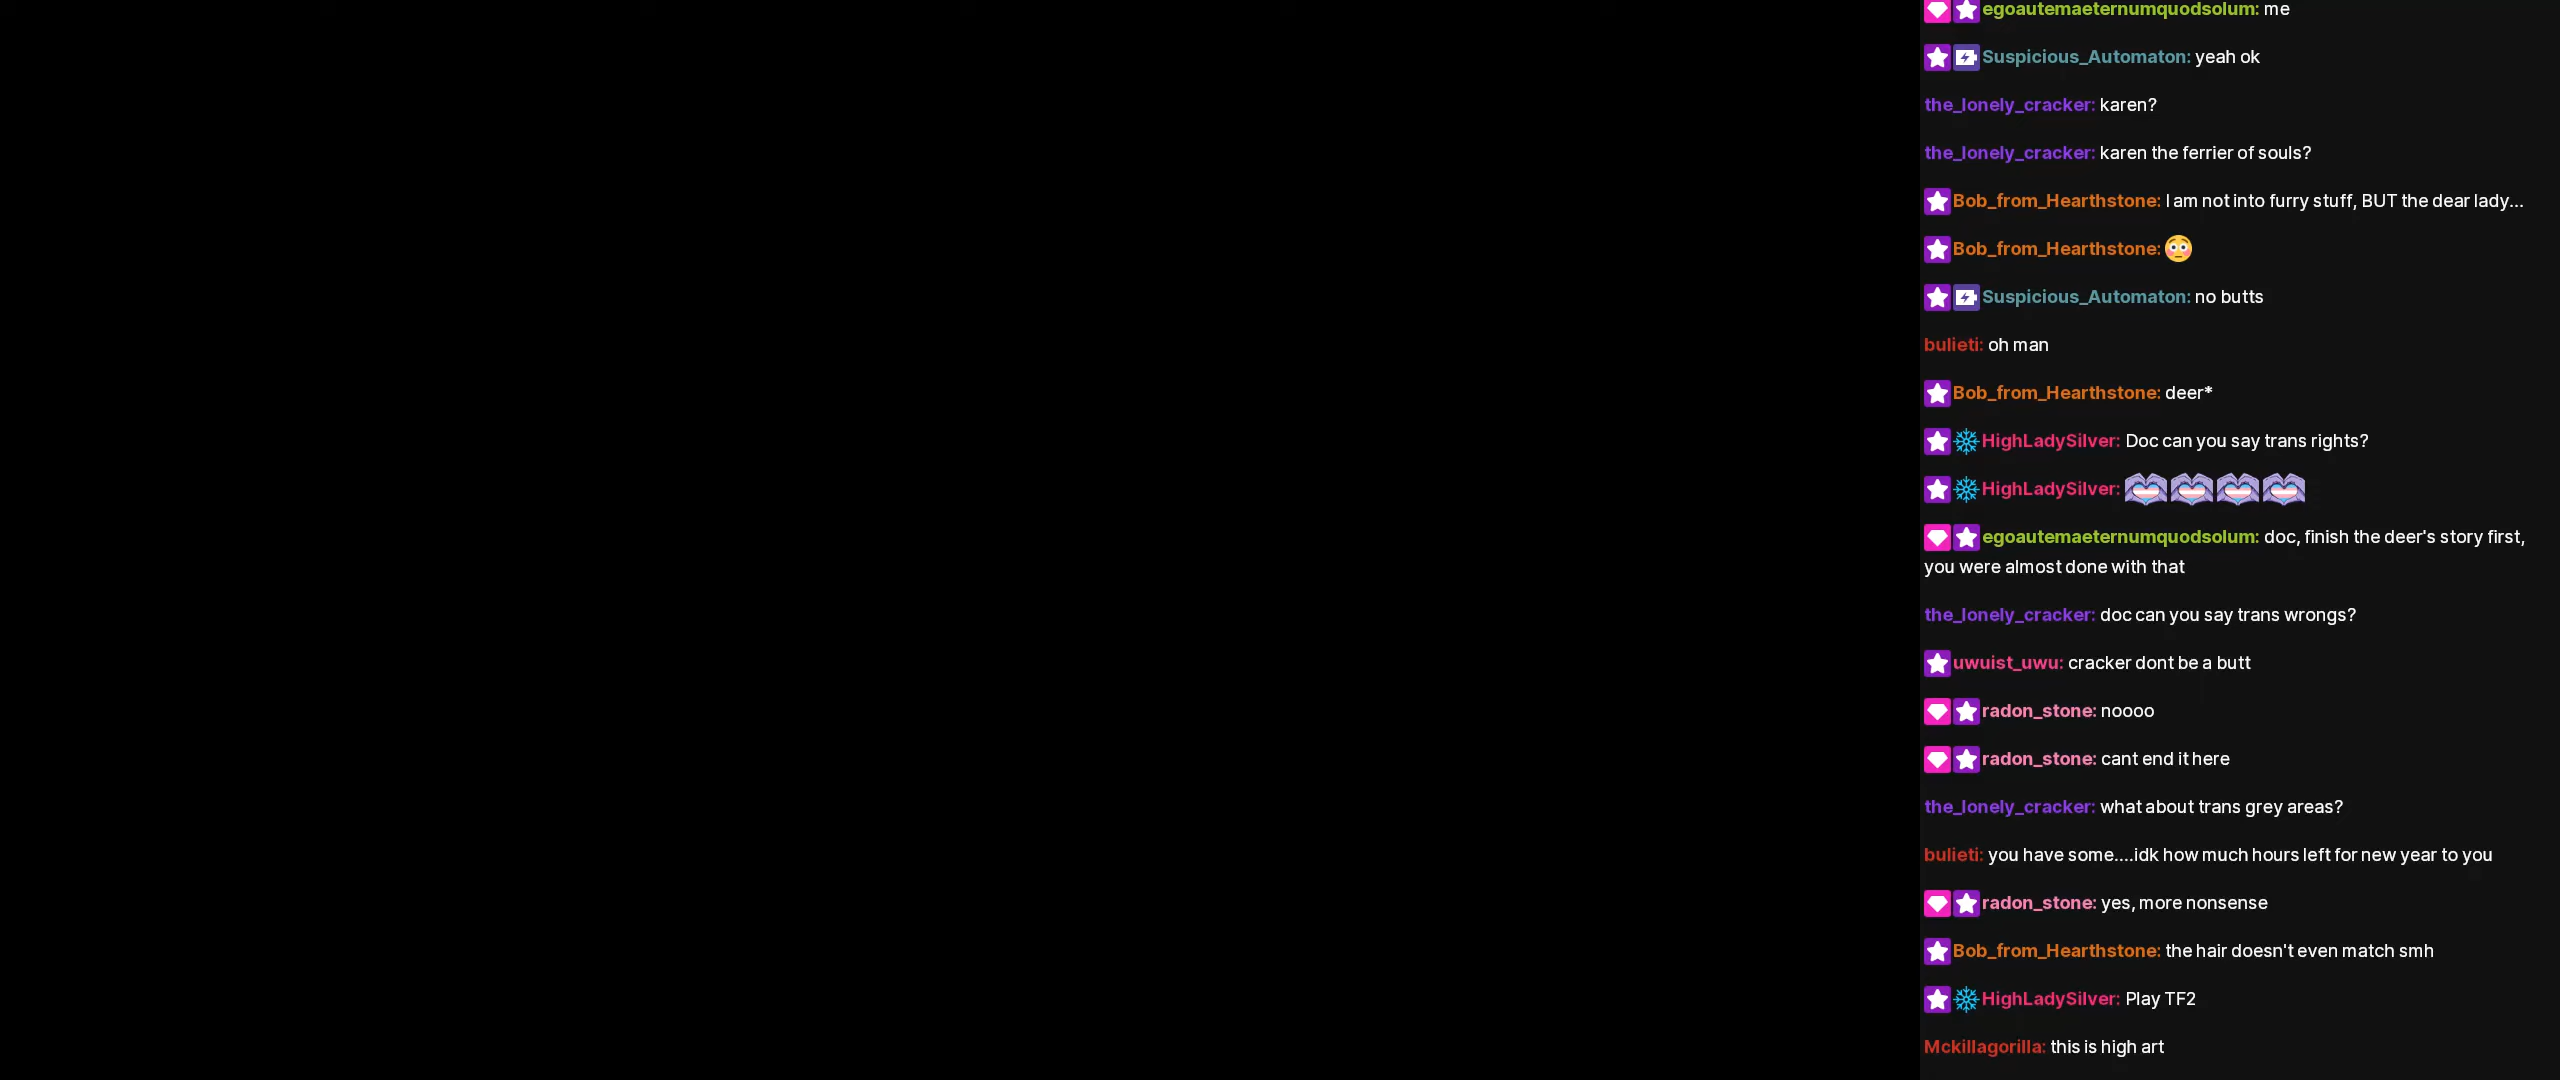 egoautemaeternumquodsolum: me
Suspicious_Automaton: yeah ok
the_lonely_cracker: karen?
the_lonely_cracker: karen the ferrier of souls?
Bob_from_Hearthstone: I am not into furry stuff, BUT the dear lady...
Bob_from_Hearthstone:
Suspicious_Automaton: no butts
bulieti: oh man
Bob_from_Hearthstone: deer*
HighLadySilver: Doc can you say trans rights?
HighLadySilver:
egoautemaeternumquodsolum: doc, finish the deer's story first,
you were almost done with that
the_lonely_cracker: doc can you say trans wrongs?
uwuist_uwu: cracker dont be a butt
radon_stone: noooo
radon_stone: cant end it here
the_lonely_cracker: what about trans grey areas?
bulieti: you have some....idk how much hours left for new year to you
radon_stone: yes, more nonsense
Bob_from_Hearthstone: the hair doesn't even match smh
HighLadySilver: Play TF2
Mckillagorilla: this is high art